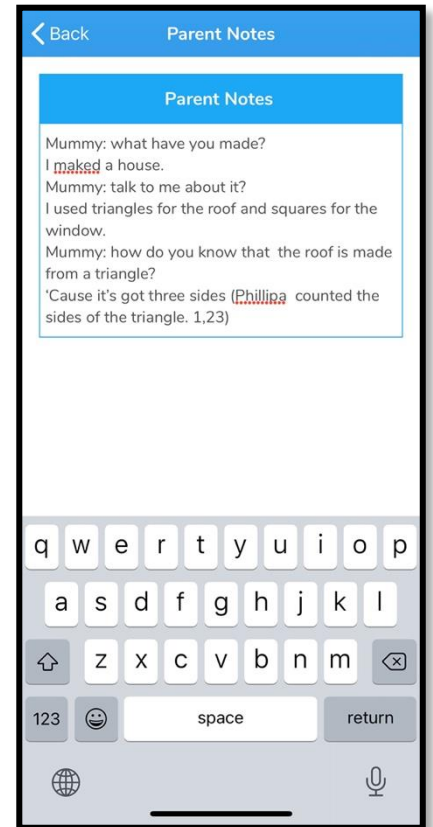 Back Parent Notes
Parent Notes
Mummy: what have you made?
I maked a house.
Mummy: talk to me about it?
I used triangles for the roof and squares for the
window.
Mummy: how do you know that  the roof is made
from a triangle?
‘Cause it’s got three sides (Phillipa  counted the
sides of the triangle. 1,23)
q w e r t y u i o p
a s d f g h j k l
z x c v b n m
123 space return